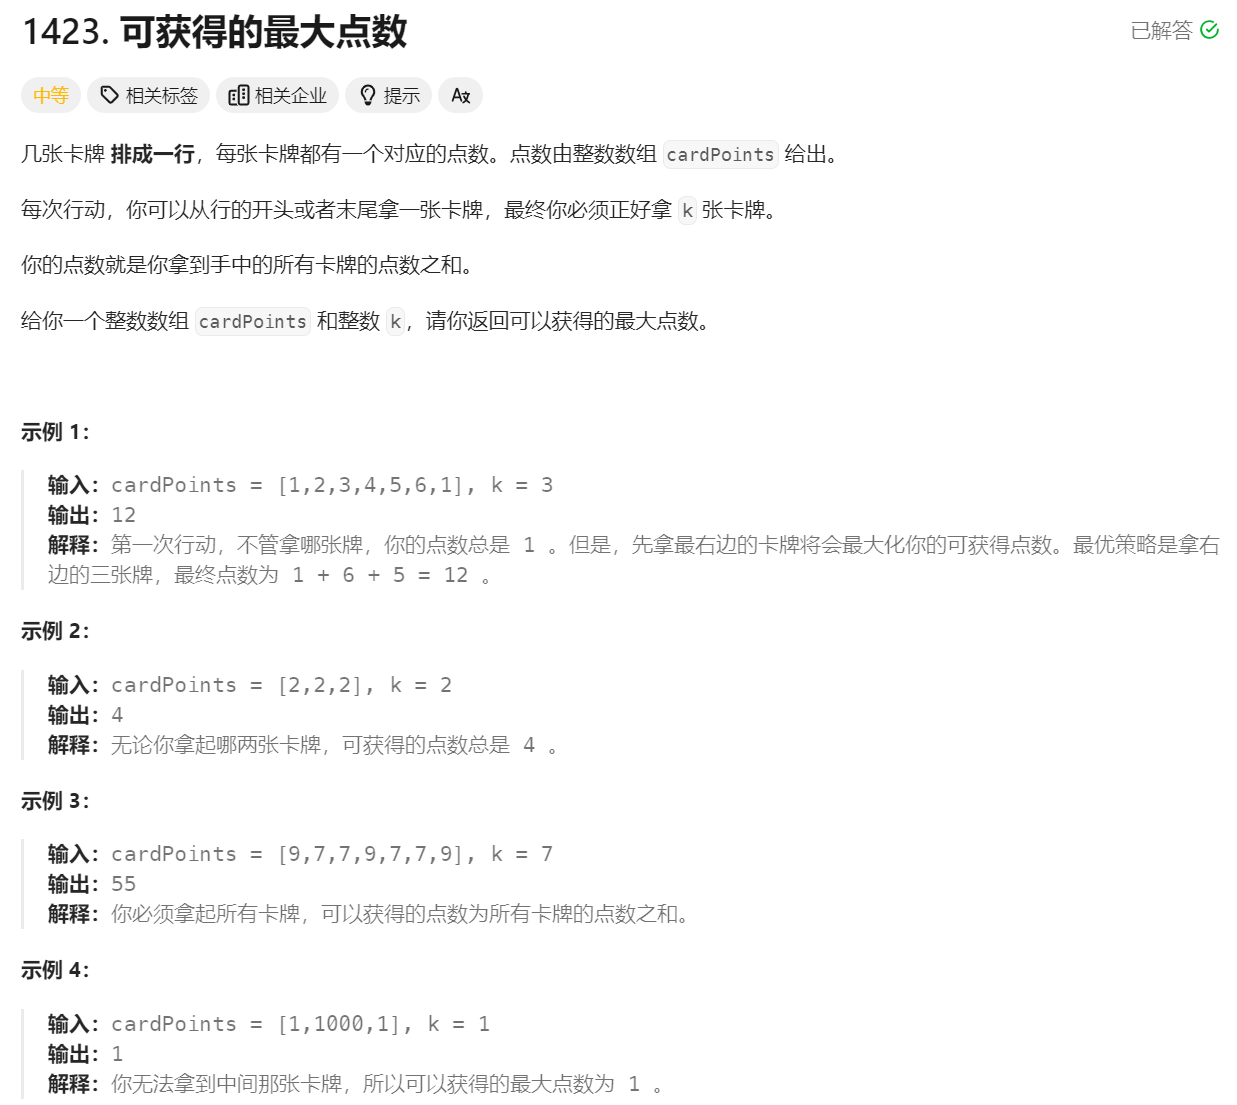 1423. 可获得的最大点数
已解答
中等
相关标签
相关企业
提示
几张卡牌 排成一行，每张卡牌都有一个对应的点数。点数由整数数组 cardPoints 给出。
每次行动，你可以从行的开头或者末尾拿一张卡牌，最终你必须正好拿 k 张卡牌。
你的点数就是你拿到手中的所有卡牌的点数之和。
给你一个整数数组 cardPoints 和整数 k，请你返回可以获得的最大点数。
示例 1：
输入：cardPoints = [1,2,3,4,5,6,1], k = 3
输出：12
解释：第一次行动，不管拿哪张牌，你的点数总是 1 。但是，先拿最右边的卡牌将会最大化你的可获得点数。最优策略是拿右
边的三张牌，最终点数为 1 + 6 + 5 = 12 。
示例 2：
输入：cardPoints = [2,2,2], k = 2
输出：4
解释：无论你拿起哪两张卡牌，可获得的点数总是 4 。
示例 3：
输入：cardPoints = [9,7,7,9,7,7,9], k = 7
输出：55
解释：你必须拿起所有卡牌，可以获得的点数为所有卡牌的点数之和。
示例 4：
输入：cardPoints = [1,1000,1], k = 1
输出：1
解释：你无法拿到中间那张卡牌，所以可以获得的最大点数为 1 。